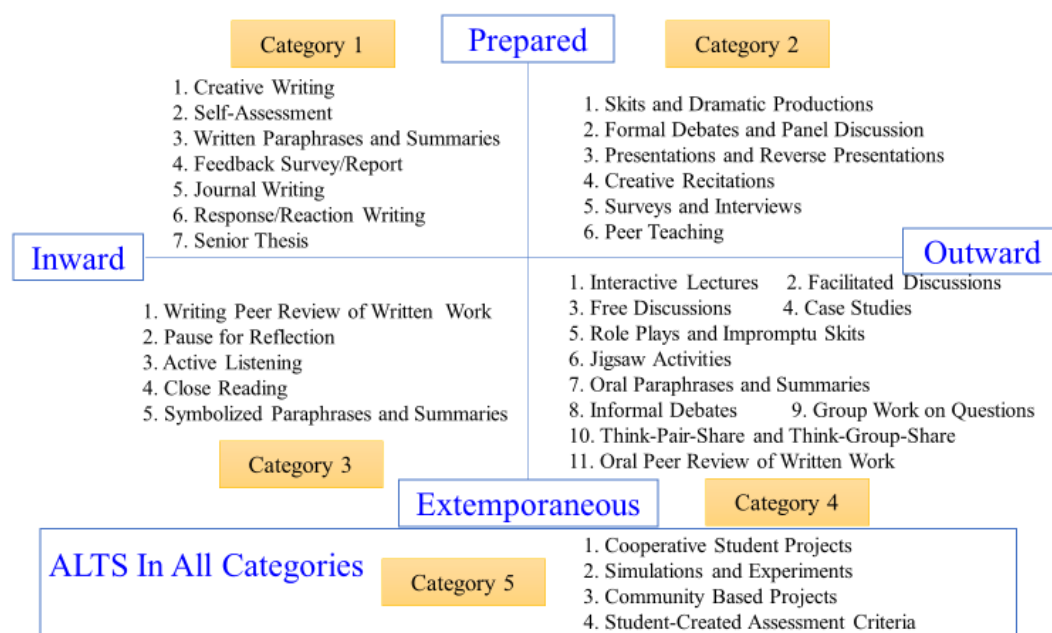 Category 1
Prepared
Category 2
1. Creative Writing
2. Self-Assessment
3. Written Paraphrases and Summaries
4. Feedback Survey/Report
5. Journal Writing
6. Response/Reaction Writing
7. Senior Thesis
1. Skits and Dramatic Productions
2. Formal Debates and Panel Discussion
3. Presentations and Reverse Presentations
4. Creative Recitations
5. Surveys and Interviews
6. Peer Teaching
Inward
Outward
1. Writing Peer Review of Written Work
2. Pause for Reflection
3. Active Listening
4. Close Reading
5. Symbolized Paraphrases and Summaries
Category 3
1. Interactive Lectures 2. Facilitated Discussions
3. Free Discussions 4. Case Studies
5. Role Plays and Impromptu Skits
6. Jigsaw Activities
7. Oral Paraphrases and Summaries
8. Informal Debates 9. Group Work on Questions
10. Think-Pair-Share and Think-Group-Share
11. Oral Peer Review of Written Work
Extemporaneous
Category 4
ALTS In All Categories
Category 5
1. Cooperative Student Projects
2. Simulations and Experiments
3. Community Based Projects
4. Student-Created Assessment Criteria